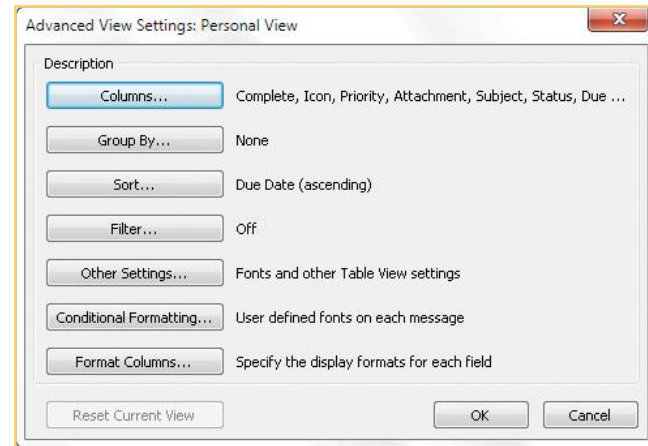 Advanced View Settings: Personal View
Description
Columns... Complete, Icon, Priority, Attachment, Subject, Status, Due ...
Group By... None
Sort... Due Date (ascending)
Filter... Off
Other Settings... Fonts and other Table View settings
Conditional Formatting... User defined fonts on each message
Format Columns... Specify the display formats for each field
Reset Current View OK Cancel